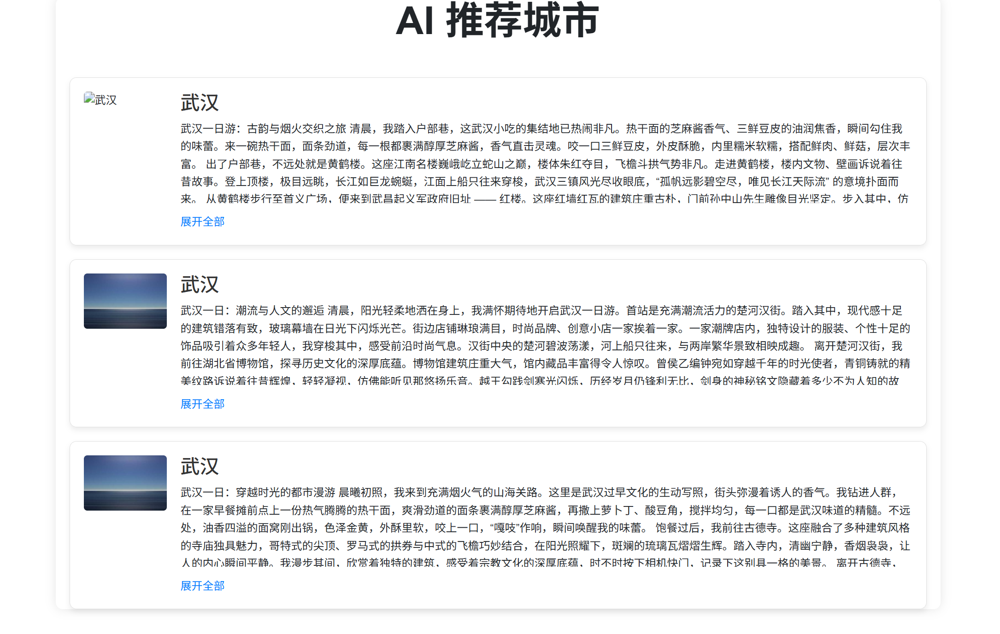 AI 推荐城市
武汉
武汉
武汉一日游：古韵与烟火交织之旅 清晨，我踏入户部巷，这武汉小吃的集结地已热闹非凡。热干面的芝麻酱香气、三鲜豆皮的油润焦香，瞬间勾住我
的味蕾。来一碗热干面，面条劲道，每一根都裹满醇厚芝麻酱，香气直击灵魂。咬一口三鲜豆皮，外皮酥脆，内里糯米软糯，搭配鲜肉、鲜菇，层次丰
富。 出了户部巷，不远处就是黄鹤楼。这座江南名楼巍峨屹立蛇山之巅，楼体朱红夺目，飞檐斗拱气势非凡。走进黄鹤楼，楼内文物、壁画诉说着往
昔故事。登上顶楼，极目远眺，长江如巨龙蜿蜒，江面上船只往来穿梭，武汉三镇风光尽收眼底，“孤帆远影碧空尽，唯见长江天际流” 的意境扑面而
来。 从黄鹤楼步行至首义广场，便来到武昌起义军政府旧址 —— 红楼。这座红墙红瓦的建筑庄重古朴，门前孙中山先生雕像目光坚定。步入其中，仿
展开全部
武汉
武汉一日：潮流与人文的邂逅 清晨，阳光轻柔地洒在身上，我满怀期待地开启武汉一日游。首站是充满潮流活力的楚河汉街。踏入其中，现代感十足
的建筑错落有致，玻璃幕墙在日光下闪烁光芒。街边店铺琳琅满目，时尚品牌、创意小店一家挨着一家。一家潮牌店内，独特设计的服装、个性十足的
饰品吸引着众多年轻人，我穿梭其中，感受前沿时尚气息。汉街中央的楚河碧波荡漾，河上船只往来，与两岸繁华景致相映成趣。 离开楚河汉街，我
前往湖北省博物馆，探寻历史文化的深厚底蕴。博物馆建筑庄重大气，馆内藏品丰富得令人惊叹。曾侯乙编钟宛如穿越千年的时光使者，青铜铸就的精
美纹路诉说着往昔辉煌，轻轻凝视，仿佛能听见那悠扬乐音。越王勾践剑寒光闪烁，历经岁月仍锋利无比，剑身的神秘铭文隐藏着多少不为人知的故
展开全部
武汉
武汉一日：穿越时光的都市漫游 晨曦初照，我来到充满烟火气的山海关路。这里是武汉过早文化的生动写照，街头弥漫着诱人的香气。我钻进人群，
在一家早餐摊前点上一份热气腾腾的热干面，爽滑劲道的面条裹满醇厚芝麻酱，再撒上萝卜丁、酸豆角，搅拌均匀，每一口都是武汉味道的精髓。不远
处，油香四溢的面窝刚出锅，色泽金黄，外酥里软，咬上一口，“嘎吱”作响，瞬间唤醒我的味蕾。 饱餐过后，我前往古德寺。这座融合了多种建筑风格
的寺庙独具魅力，哥特式的尖顶、罗马式的拱券与中式的飞檐巧妙结合，在阳光照耀下，斑斓的琉璃瓦熠熠生辉。踏入寺内，清幽宁静，香烟袅袅，让
人的内心瞬间平静。我漫步其间，欣赏着独特的建筑，感受着宗教文化的深厚底蕴，时不时按下相机快门，记录下这别具一格的美景。 离开古德寺，
展开全部